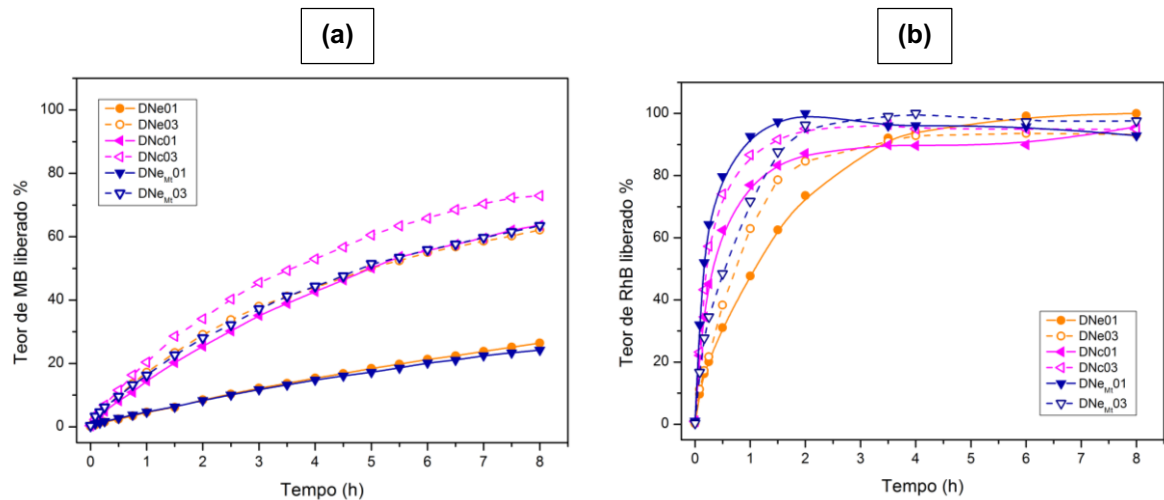 (a)
Teor de MB liberado %
100
80
60
40
20
0
DNe01
DNe03
DNc01
DNc03
DNeMt01
DNeMt03
0 1 2 3 4 5 6 7 8
Tempo (h)
(b)
Teor de RhB liberado %
100
80
60
40
20
0
DNe01
DNe03
DNc01
DNc03
DNeMt01
DNeMt03
0 1 2 3 4 5 6 7 8
Tempo (h)